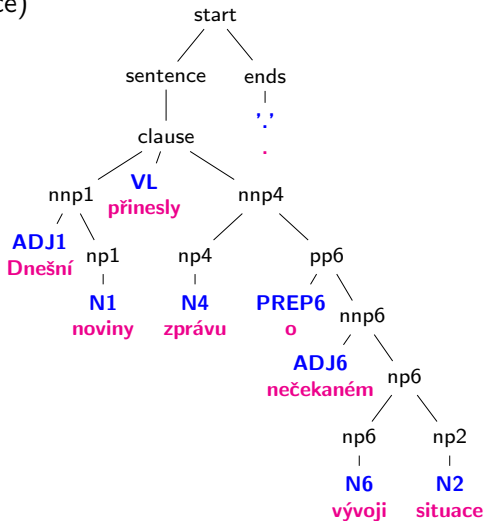 ce)
start
sentence ends
'.'
clause .
nnp1 VL nnp4
přinesly
ADJ1 np1 np4 pp6
Dnešní
N1 N4 PREP6 nnp6
noviny zprávu o
ADJ6 np6
nečekaném
np6 np2
N6 N2
vývoji situace